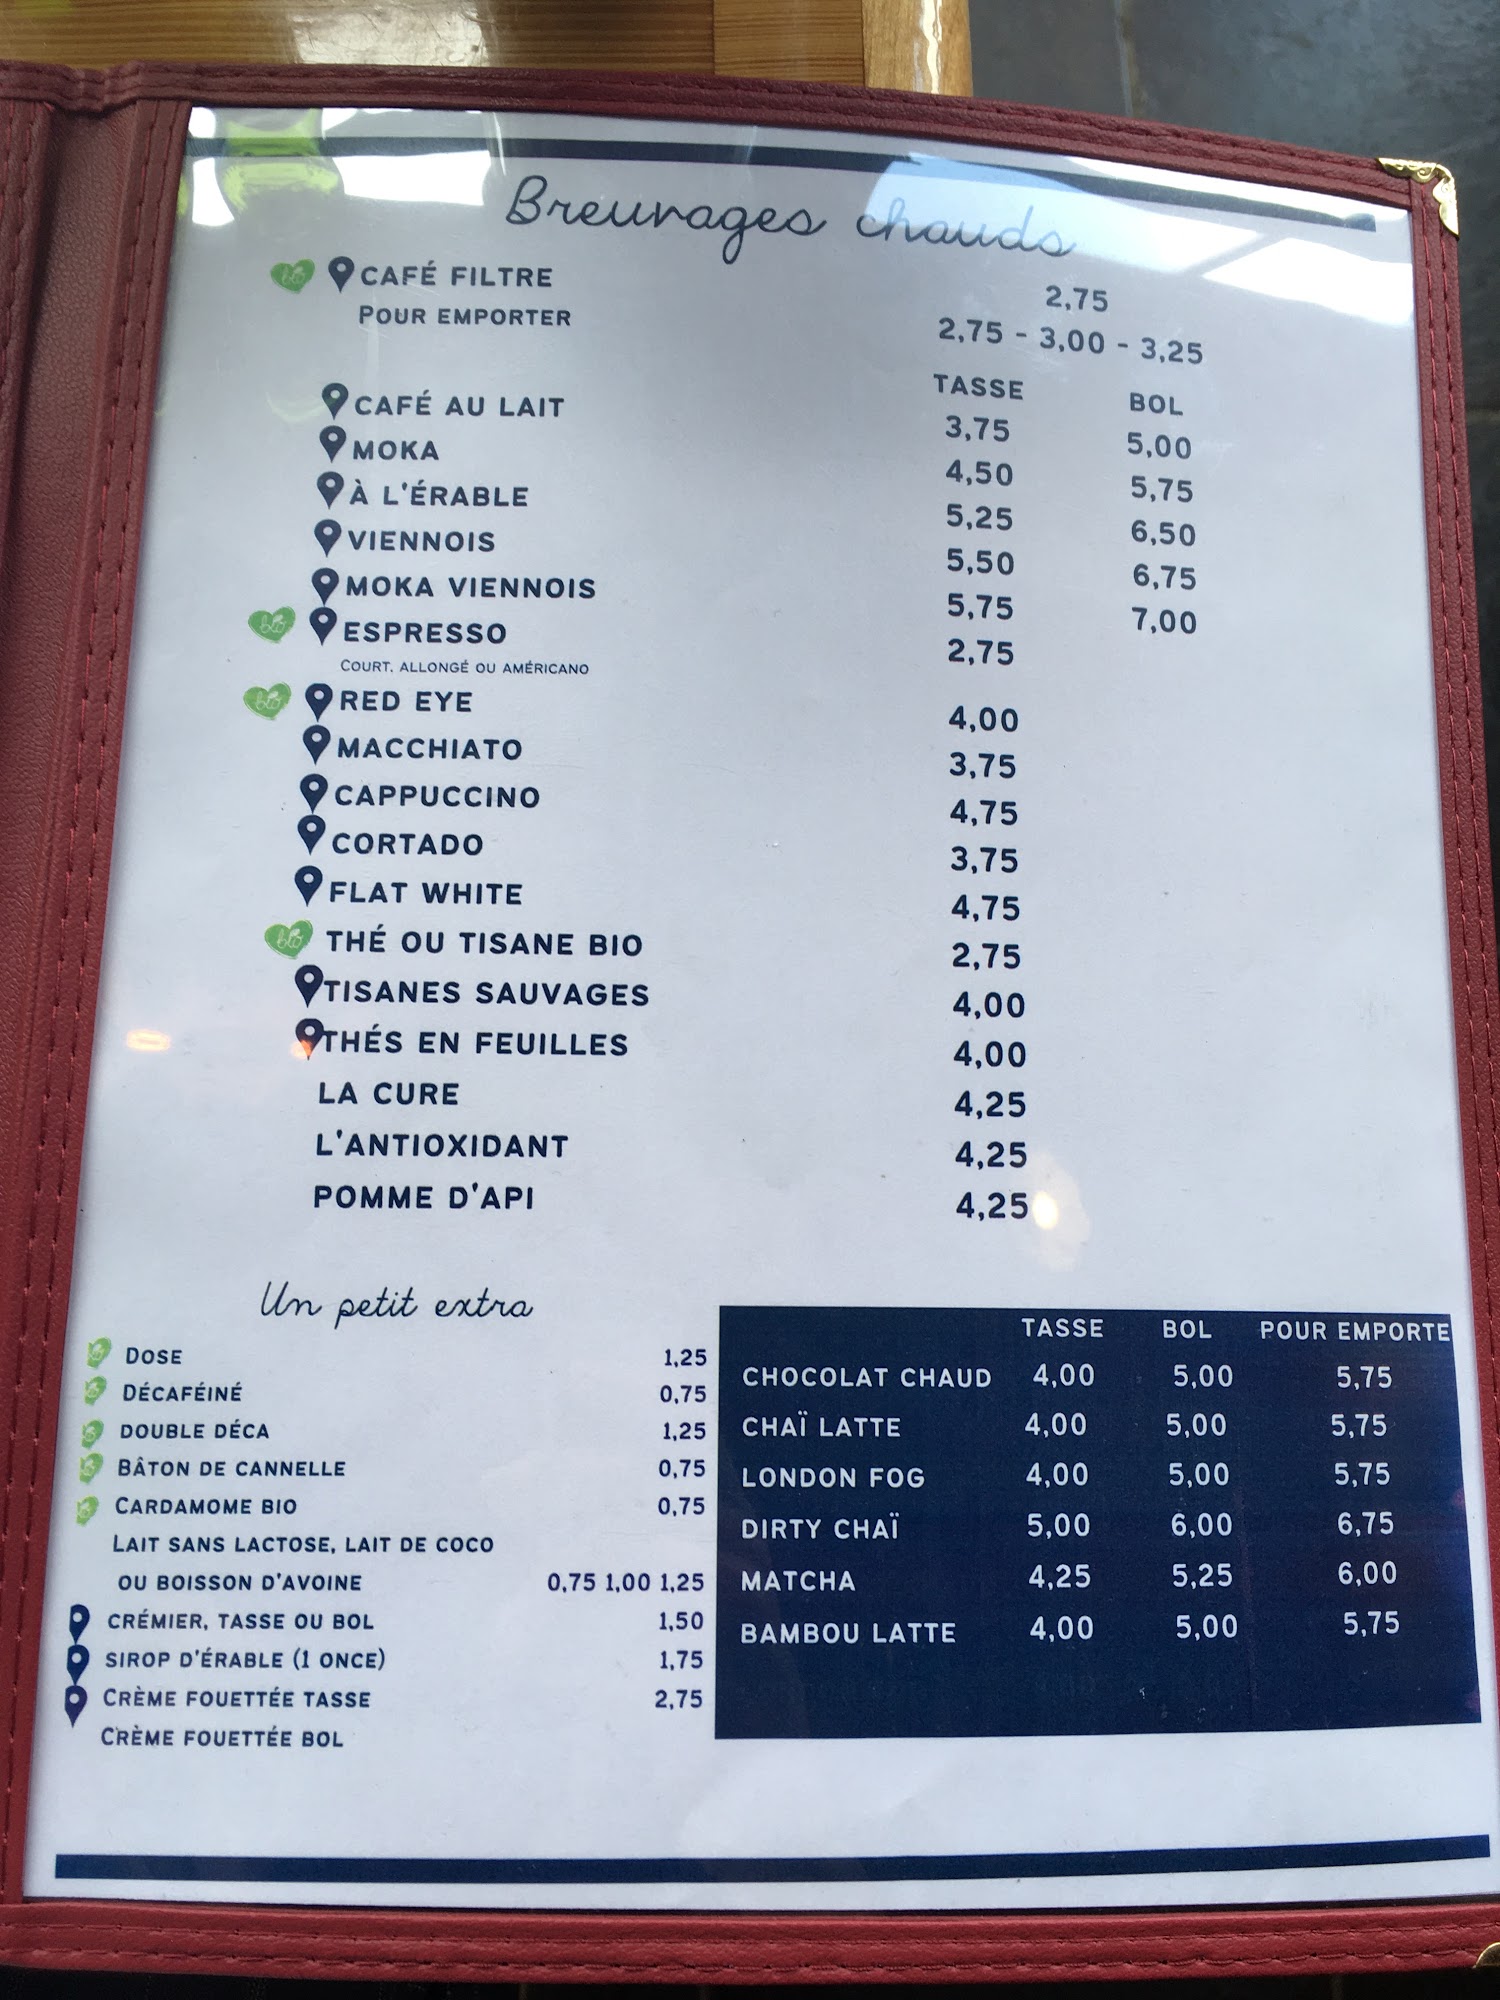 Breuvages chauds
bio CAFÉ FILTRE 2,75
POUR EMPORTER 2,75 - 3,00 - 3,25
TASSE BOL
CAFÉ AU LAIT 3,75 5,00
MOKA 4,50 5,75
À L'ÉRABLE 5,25 6,50
VIENNOIS 5,50 6,75
MOKA VIENNOIS 5,75 7,00
bio ESPRESSO 2,75
COURT, ALLONGÉ OU AMÉRICANO
bio RED EYE 4,00
MACCHIATO 3,75
CAPPUCCINO 4,75
CORTADO 3,75
FLAT WHITE 4,75
bio THÉ OU TISANE BIO 2,75
TISANES SAUVAGES 4,00
THÉS EN FEUILLES 4,00
LA CURE 4,25
L'ANTIOXIDANT 4,25
POMME D'API 4,25
Un petit extra
DOSE 1,25
DÉCAFÉINÉ 0,75
DOUBLE DÉCA 1,25
BÂTON DE CANNELLE 0,75
CARDAMOME BIO 0,75
LAIT SANS LACTOSE, LAIT DE COCO
OU BOISSON D'AVOINE 0,75 1,00 1,25
CRÉMIER, TASSE OU BOL 1,50
SIROP D'ÉRABLE (1 ONCE) 1,75
CRÈME FOUETTÉE TASSE 2,75
CRÈME FOUETTÉE BOL
TASSE BOL POUR EMPORTE
CHOCOLAT CHAUD 4,00 5,00 5,75
CHAÏ LATTE 4,00 5,00 5,75
LONDON FOG 4,00 5,00 5,75
DIRTY CHAÏ 5,00 6,00 6,75
MATCHA 4,25 5,25 6,00
BAMBOU LATTE 4,00 5,00 5,75